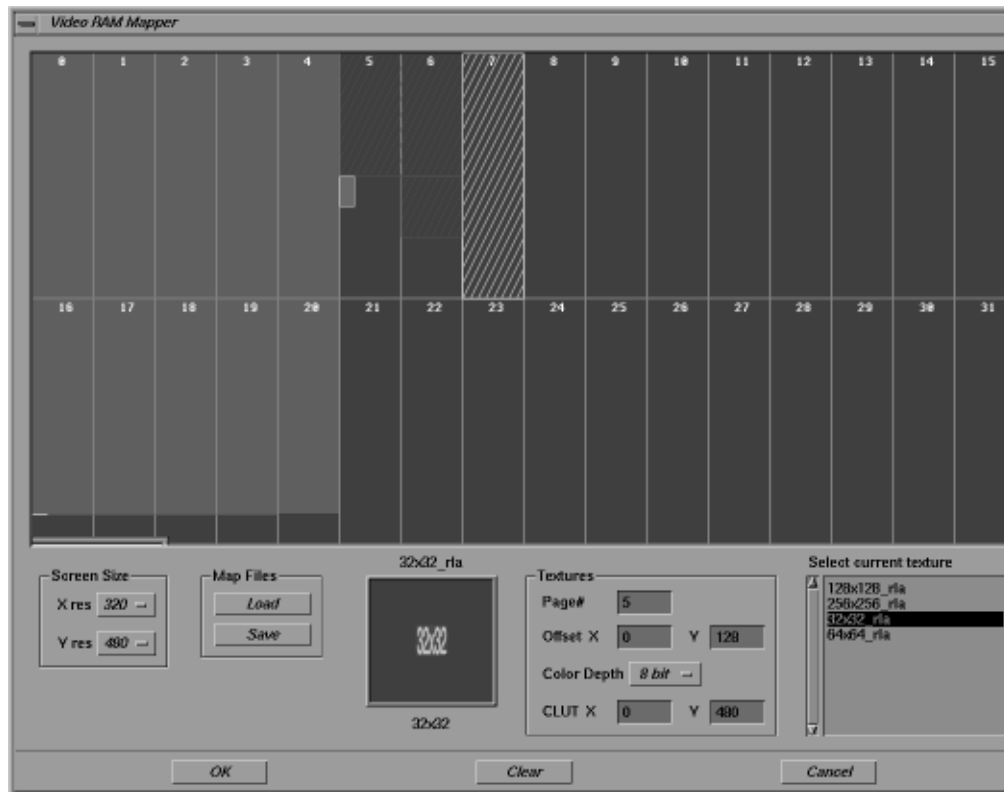 Video RAM Mapper
0 1 2 3 4 5 6 7 8 9 10 11 12 13 14 15
16 17 18 19 20 21 22 23 24 25 26 27 28 29 30 31
32x32_rla
Select current texture
Screen Size
Map Files
Textures
X res 320
Load
Page# 5
128x128_rla
256x256_rla
32x32_rla
64x64_rla
Y res 480
Save
32x32
Offset X 0 Y 128
Color Depth 8 bit
CLUT X 0 Y 480
32x32
OK Clear Cancel